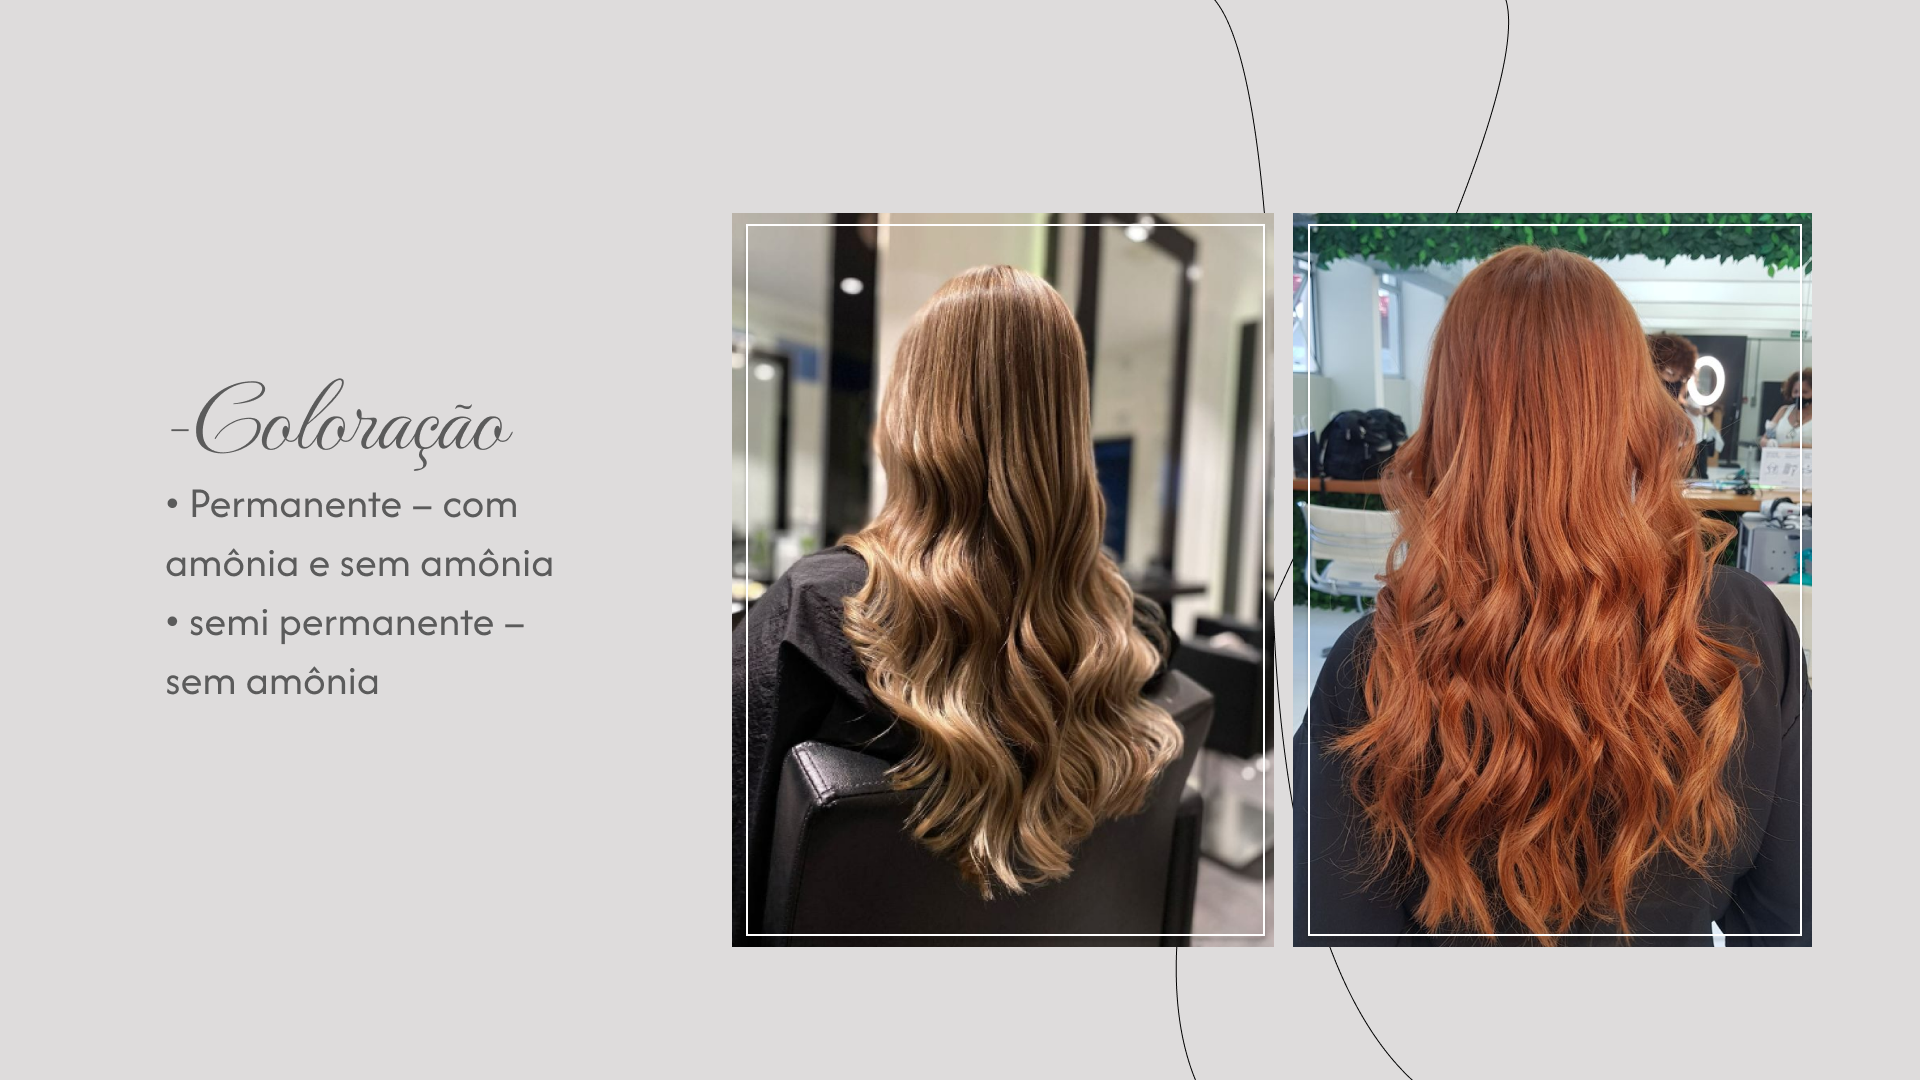 -Coloração
• Permanente – com
amônia e sem amônia
• semi permanente –
sem amônia